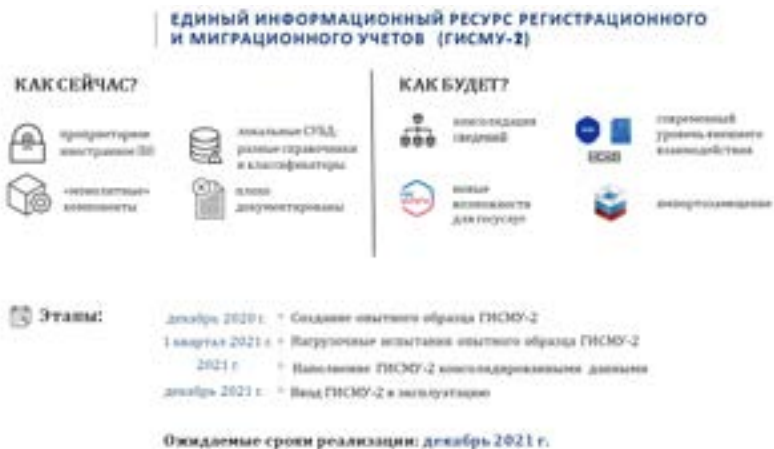 ЕДИНЫЙ ИНФОРМАЦИОННЫЙ РЕСУРС РЕГИСТРАЦИОННОГО
И МИГРАЦИОННОГО УЧЕТОВ (ГИСМУ-2)
КАК СЕЙЧАС?
проприетарное
иностранное ПО
локальные СУБД,
разные справочники
и классификаторы
«монолитные»
компоненты
плохо
документированы
КАК БУДЕТ?
консолидация
сведений
современный
уровень внешнего
взаимодействия
новые
возможности
для госуслуг
импортозамещение
Этапы:
декабрь 2020 г. Создание опытного образца ГИСМУ-2
1 квартал 2021 г. Нагрузочные испытания опытного образца ГИСМУ-2
2021 г. Наполнение ГИСМУ-2 консолидированными данными
декабрь 2021 г. Ввод ГИСМУ-2 в эксплуатацию
Ожидаемые сроки реализации: декабрь 2021 г.